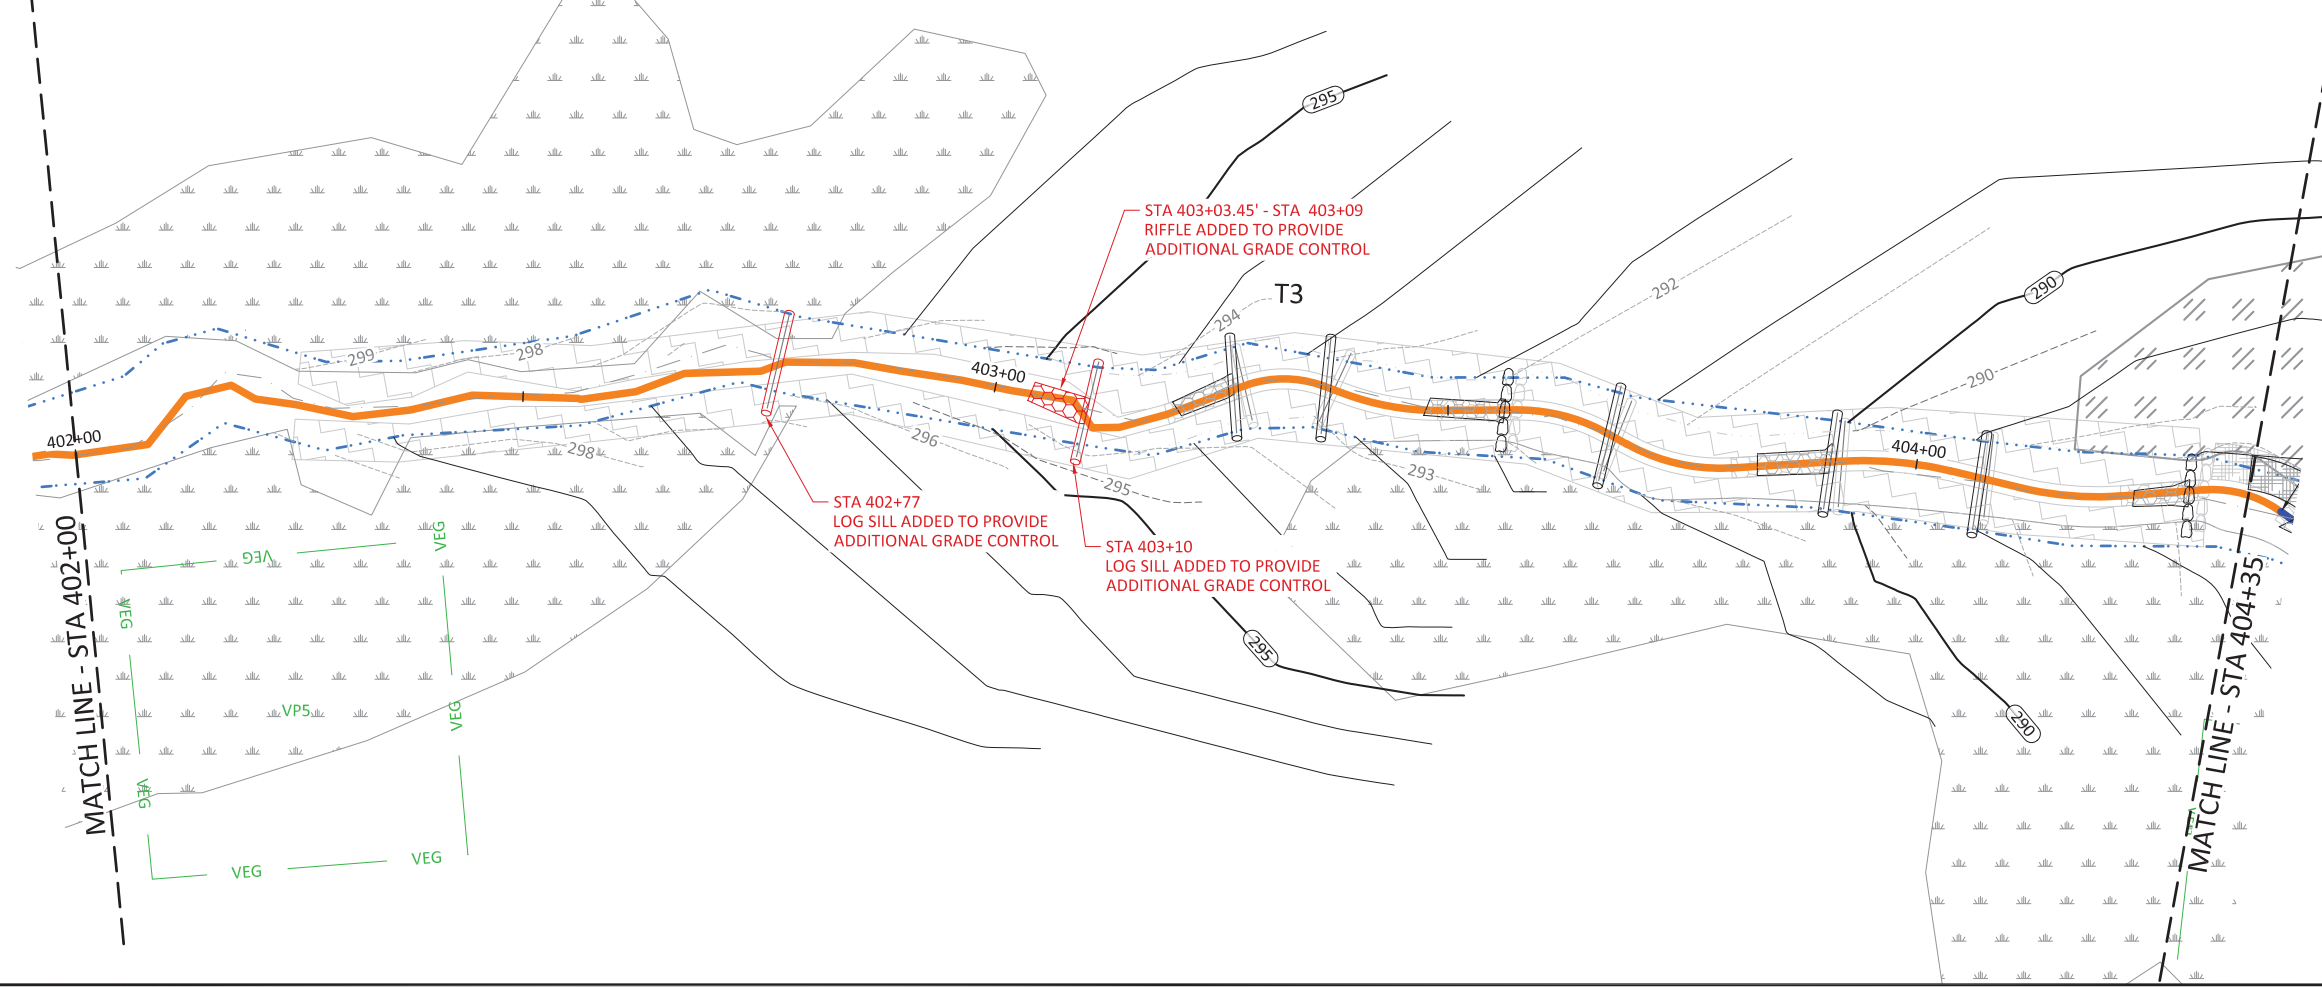 295
STA 403+03.45' - STA 403+09
RIFFLE ADDED TO PROVIDE
ADDITIONAL GRADE CONTROL
T3
292
290
294
299
298
403+00
290
402+00
298
296
293
404+00
295
STA 402+77
LOG SILL ADDED TO PROVIDE
ADDITIONAL GRADE CONTROL
STA 403+10
LOG SILL ADDED TO PROVIDE
ADDITIONAL GRADE CONTROL
VEG
VEG
VEG
295
VP5
VEG
290
VEG
VEG
VEG
VEG
MATCH LINE - STA 402+00
MATCH LINE - STA 404+35